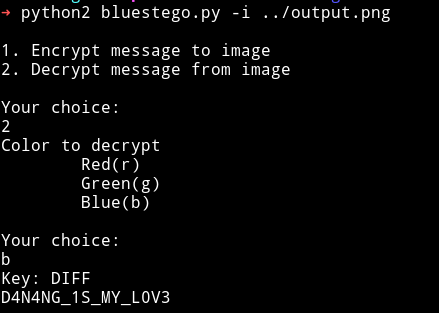 → python2 bluestego.py -i ../output.png
1. Encrypt message to image
2. Decrypt message from image
Your choice:
2
Color to decrypt
Red(r)
Green(g)
Blue(b)
Your choice:
b
Key: DIFF
D4N4NG_1S_MY_L0V3